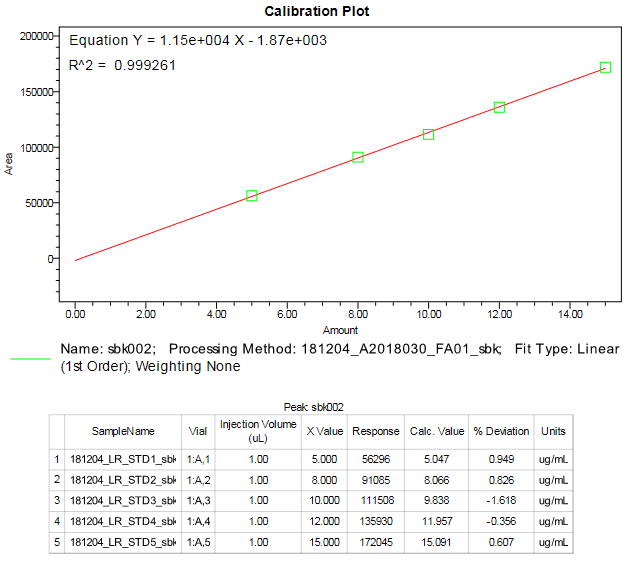 Calibration Plot
Equation Y = 1.15e+004 X - 1.87e+003
R^2 = 0.999261
200000
150000
100000
50000
0
Area
0.00 2.00 4.00 6.00 8.00 10.00 12.00 14.00
Amount
Name: sbk002; Processing Method: 181204_A2018030_FA01_sbk; Fit Type: Linear
(1st Order); Weighting None
Peak: sbk002
SampleName Vial Injection Volume (uL) X Value Response Calc. Value % Deviation Units
1 181204_LR_STD1_sbk 1:A,1 1.00 5.000 56296 5.047 0.949 ug/mL
2 181204_LR_STD2_sbk 1:A,2 1.00 8.000 91085 8.066 0.826 ug/mL
3 181204_LR_STD3_sbk 1:A,3 1.00 10.000 111508 9.838 -1.618 ug/mL
4 181204_LR_STD4_sbk 1:A,4 1.00 12.000 135930 11.957 -0.356 ug/mL
5 181204_LR_STD5_sbk 1:A,5 1.00 15.000 172045 15.091 0.607 ug/mL